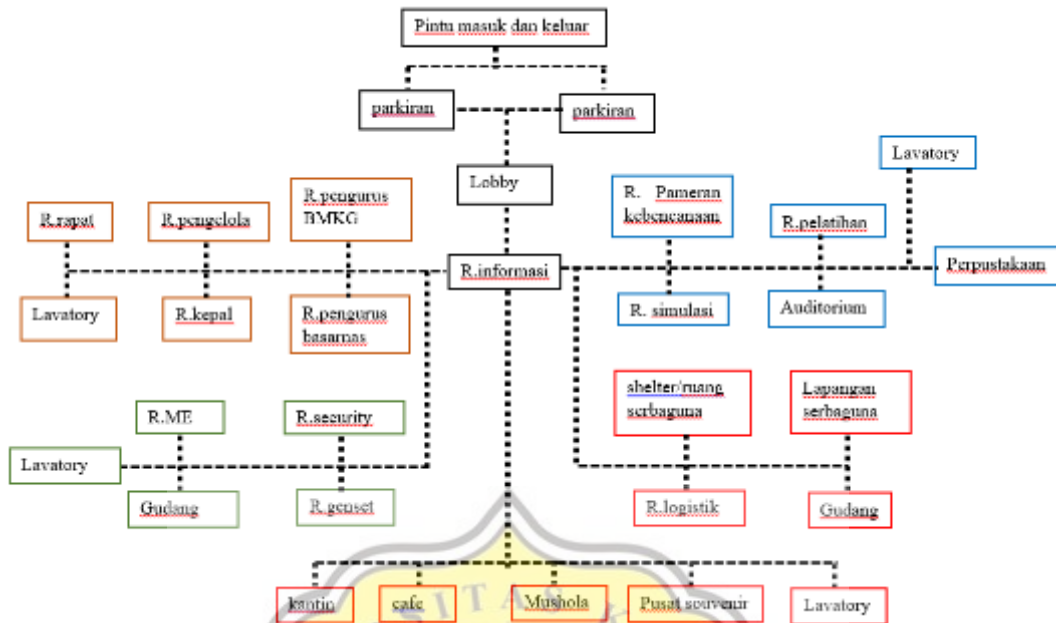 Pintu masuk dan keluar
parkiran
parkiran
Lobby
R.informasi
R.rapat
R.pengelola
R.pengurus
BMKG
Lavatory
R.kepal
R.pengurus
basarnas
R. Pameran
kebencanaan
R.pelatihan
Lavatory
Perpustakaan
R. simulasi
Auditorium
R.ME
R.security
Lavatory
Gudang
R.genset
shelter/ruang
serbaguna
Lapangan
serbaguna
R.logistik
Gudang
kantin
cafe
Mushola
Pusat souvenir
Lavatory